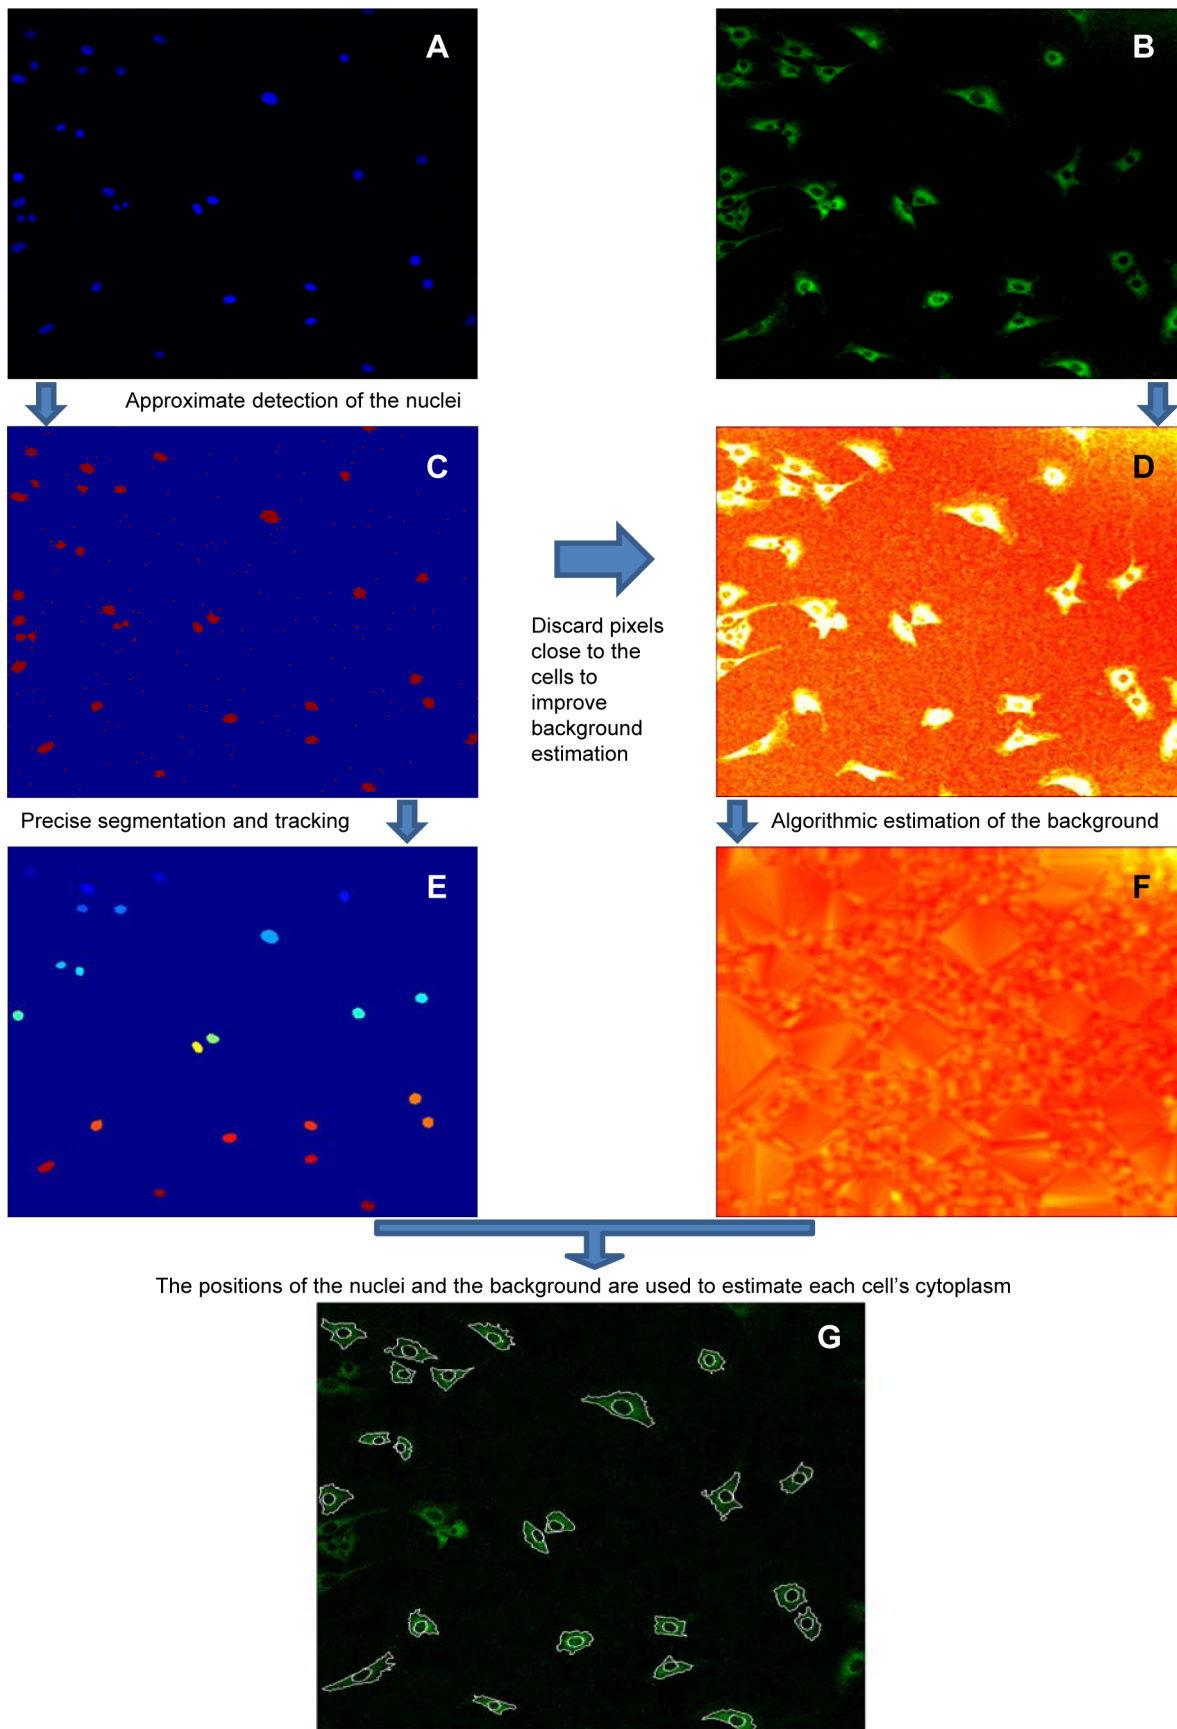 A
B
Approximate detection of the nuclei
C
D
Discard pixels
close to the
cells to
improve
background
estimation
Precise segmentation and tracking
Algorithmic estimation of the background
E
F
The positions of the nuclei and the background are used to estimate each cell's cytoplasm
G